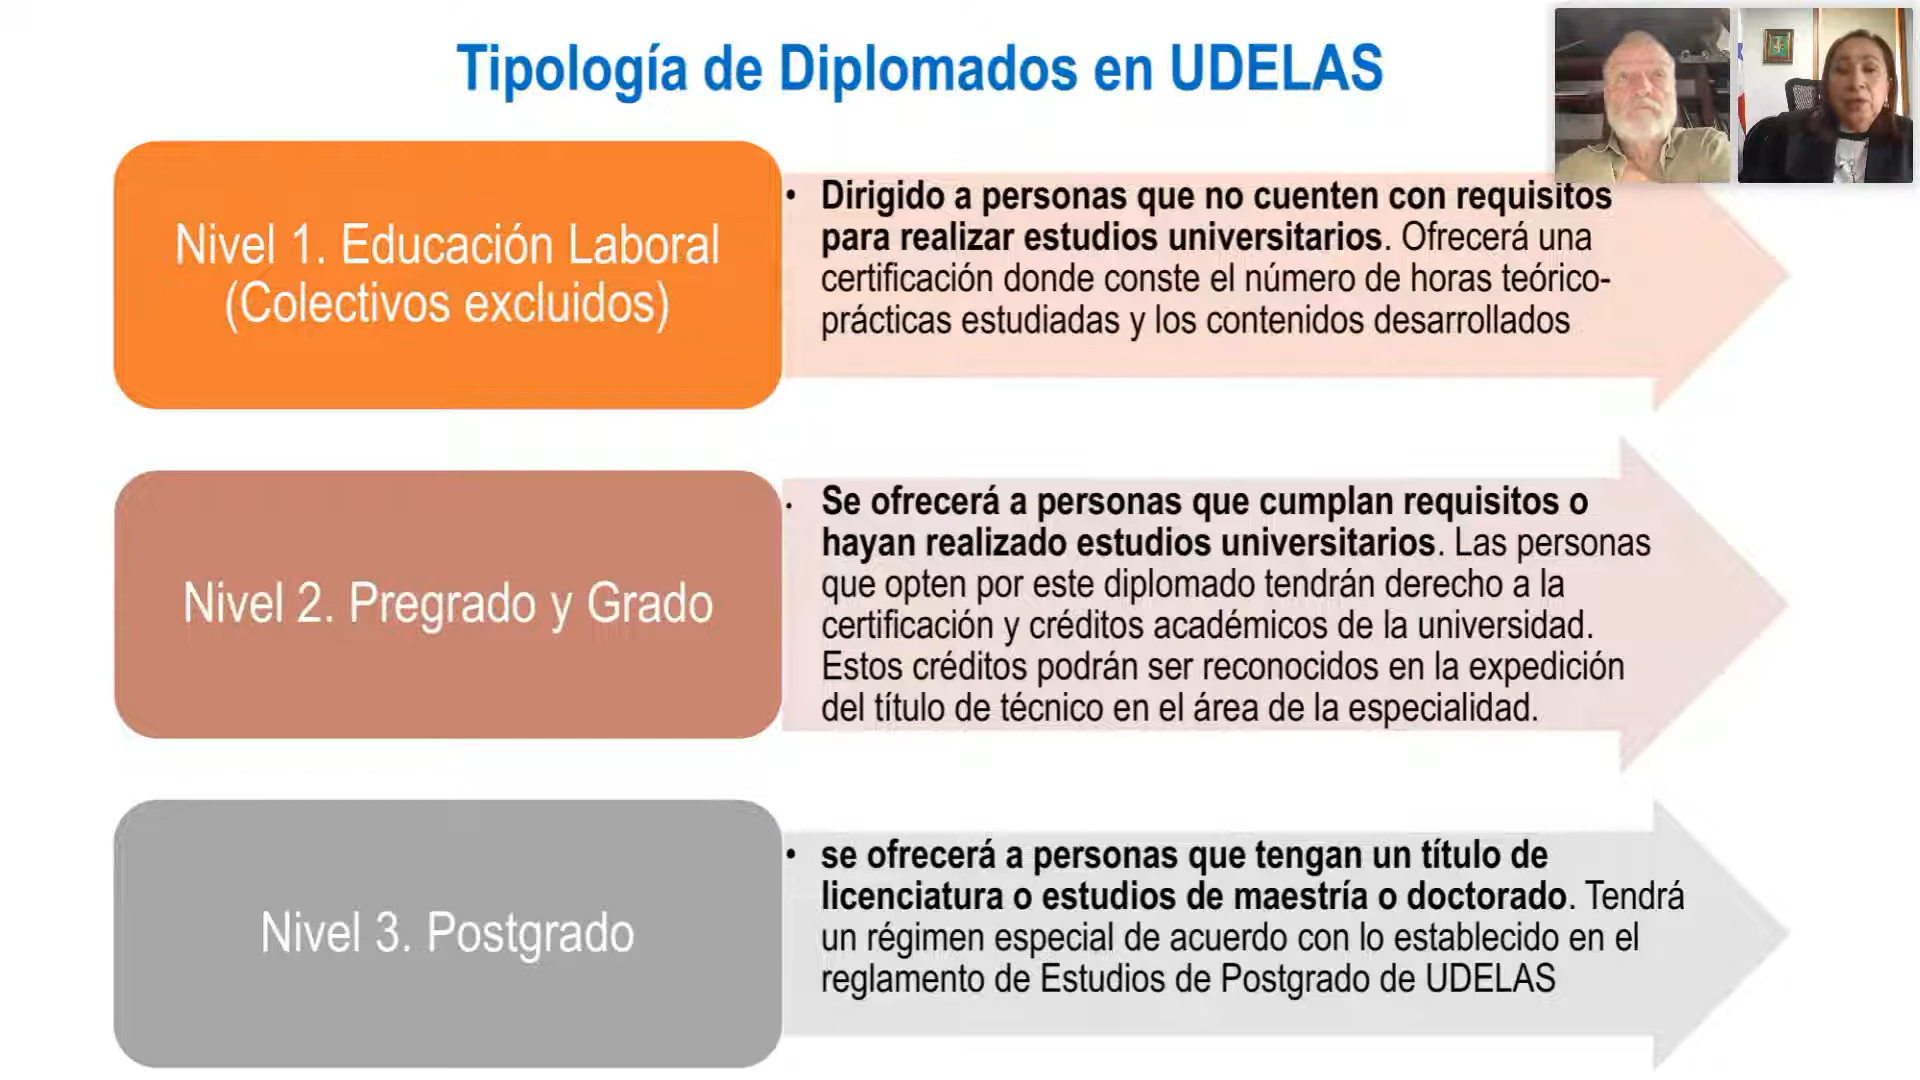 Tipología de Diplomados en UDELAS
Nivel 1. Educación Laboral
(Colectivos excluidos)
• Dirigido a personas que no cuenten con requisitos
para realizar estudios universitarios. Ofrecerá una
certificación donde conste el número de horas teórico-
prácticas estudiadas y los contenidos desarrollados
Nivel 2. Pregrado y Grado
• Se ofrecerá a personas que cumplan requisitos o
hayan realizado estudios universitarios. Las personas
que opten por este diplomado tendrán derecho a la
certificación y créditos académicos de la universidad.
Estos créditos podrán ser reconocidos en la expedición
del título de técnico en el área de la especialidad.
Nivel 3. Postgrado
• se ofrecerá a personas que tengan un título de
licenciatura o estudios de maestría o doctorado. Tendrá
un régimen especial de acuerdo con lo establecido en el
reglamento de Estudios de Postgrado de UDELAS